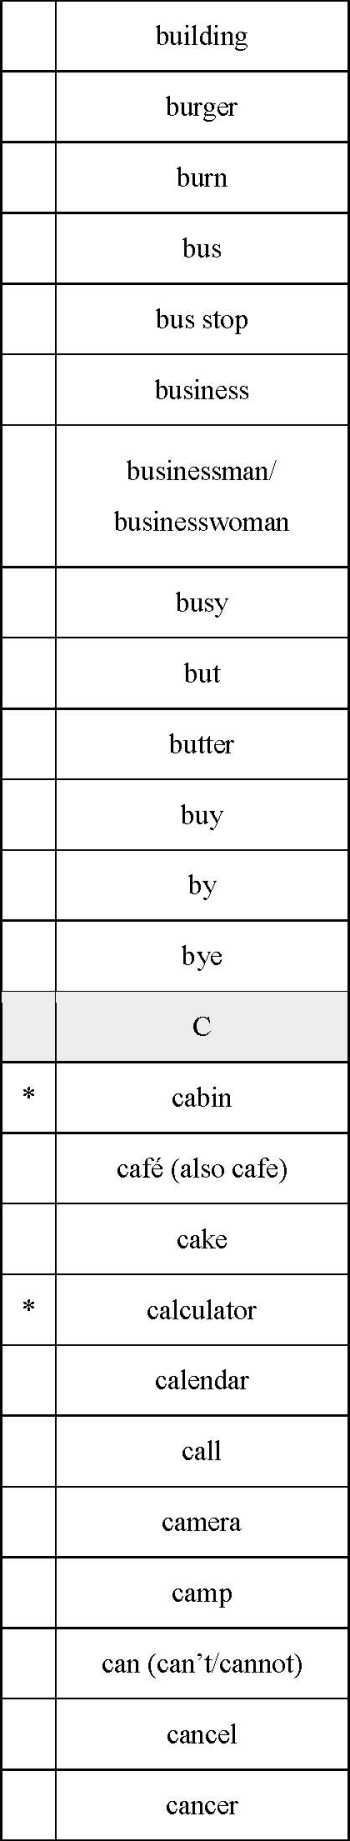 building
burger
burn
bus
bus stop
business
businessman/
businesswoman
busy
but
butter
buy
by
bye
C
* cabin
café (also cafe)
cake
* calculator
calendar
call
camera
camp
can (can’t/cannot)
cancel
cancer